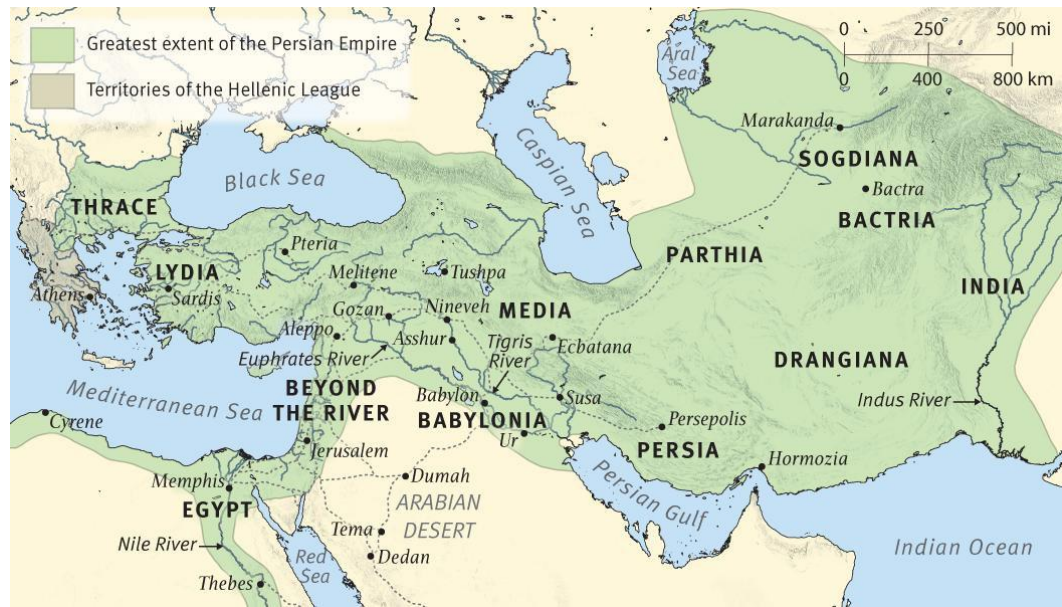 Greatest extent of the Persian Empire
Territories of the Hellenic League
0 250 500 mi
0 400 800 km
Aral
Sea
Marakanda
SOGDIANA
Bactra
BACTRIA
Caspian Sea
Black Sea
THRACE
Pteria
PARTHIA
LYDIA
Melitene
Tushpa
INDIA
Athens
Sardis
Gozan
Nineveh
MEDIA
Aleppo
Asshur
Tigris
River
Ecbatana
Euphrates River
DRANGIANA
Mediterranean Sea
BEYOND
THE RIVER
Babylon
BABYLONIA
Susa
Indus River
Cyrene
Persepolis
Ur
PERSIA
Jerusalem
Hormozia
Memphis
Dumah
EGYPT
ARABIAN
DESERT
Persian Gulf
Nile River
Tema
Red
Sea
Dedan
Indian Ocean
Thebes